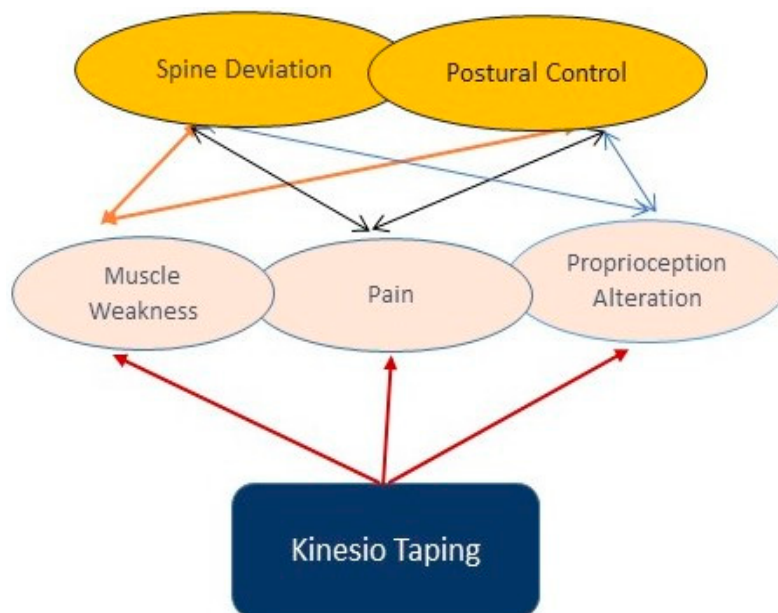 Spine Deviation
Postural Control
Muscle
Weakness
Pain
Proprioception
Alteration
Kinesio Taping